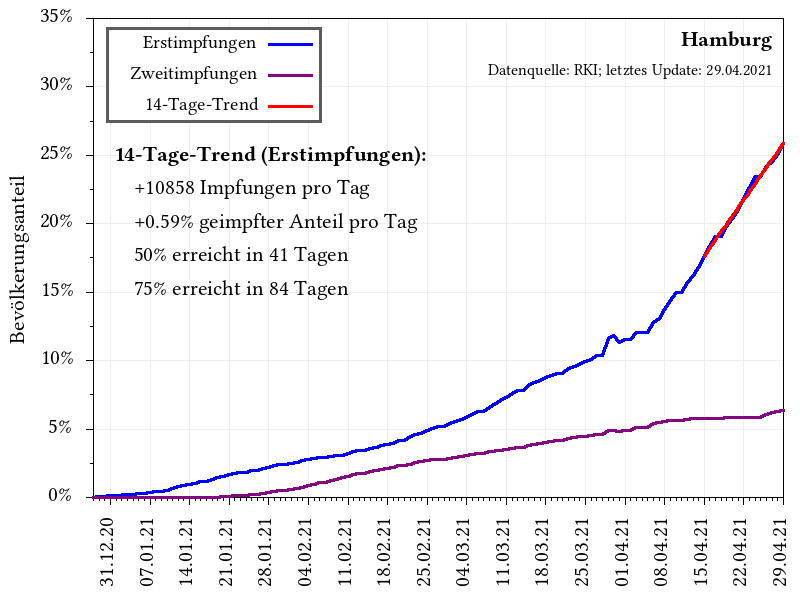 35%
30%
25%
20%
15%
10%
5%
0%
Bevölkerungsanteil
Erstimpfungen
Zweitimpfungen
14-Tage-Trend
Hamburg
Datenquelle: RKI; letztes Update: 29.04.2021
14-Tage-Trend (Erstimpfungen):
+10858 Impfungen pro Tag
+0.59% geimpfter Anteil pro Tag
50% erreicht in 41 Tagen
75% erreicht in 84 Tagen
31.12.20
07.01.21
14.01.21
21.01.21
28.01.21
04.02.21
11.02.21
18.02.21
25.02.21
04.03.21
11.03.21
18.03.21
25.03.21
01.04.21
08.04.21
15.04.21
22.04.21
29.04.21